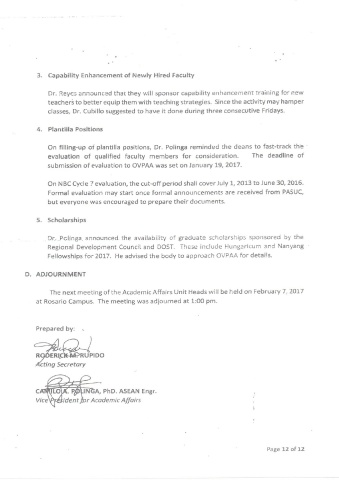 3. Capability Enhancement of Newly Hired Faculty
Dr. Reyes announced that they will sponsor capability enhancement training for new
teachers to better equip them with teaching strategies. Since the activity may hamper
classes, Dr. Cubillo suggested to have it done during three consecutive Fridays.
4. Plantilla Positions
On filling-up of plantilla positions, Dr. Polinga reminded the deans to fast-track the
evaluation of qualified faculty members for consideration. The deadline of
submission of evaluation to OVPAA was set on January 19, 2017.
On NBC Cycle 7 evaluation, the cut-off period shall cover July 1, 2013 to June 30, 2016.
Formal evaluation may start once formal announcements are received from PASUC,
but everyone was encouraged to prepare their documents.
5. Scholarships
Dr. Polinga announced the availability of graduate scholarships sponsored by the
Regional Development Council and DOST. These include Hungaricum and Nanyang
Fellowships for 2017. He advised the body to approach OVPAA for details.
D. ADJOURNMENT
The next meeting of the Academic Affairs Unit Heads will be held on February 7, 2017
at Rosario Campus. The meeting was adjourned at 1:00 pm.
Prepared by:
RODERICK M. RUPIDO
Acting Secretary
CAMILO A. POLINGA, PhD. ASEAN Engr.
Vice President for Academic Affairs
Page 12 of 12